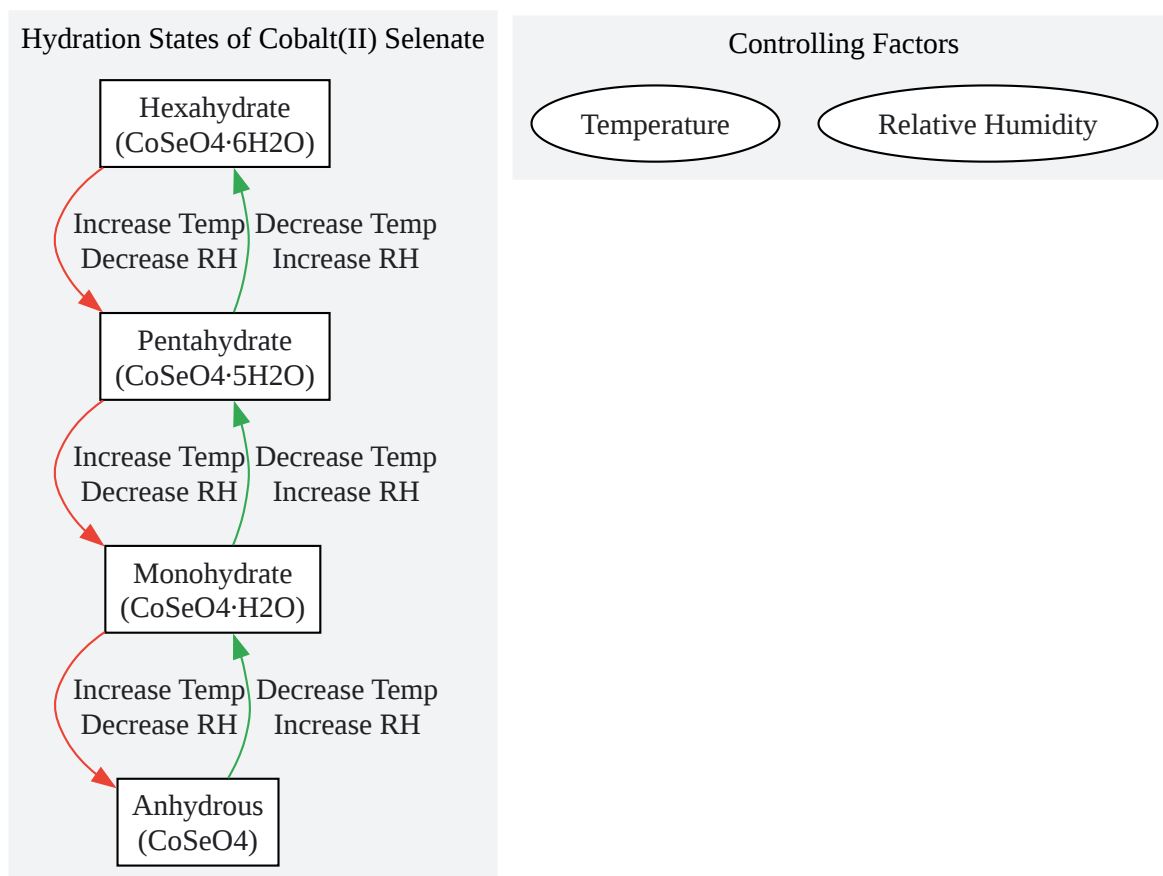 Hydration States of Cobalt(II) Selenate
Hexahydrate
(CoSeO4·6H2O)
Increase Temp
Decrease RH
Decrease Temp
Increase RH
Pentahydrate
(CoSeO4·5H2O)
Increase Temp
Decrease RH
Decrease Temp
Increase RH
Monohydrate
(CoSeO4·H2O)
Increase Temp
Decrease RH
Decrease Temp
Increase RH
Anhydrous
(CoSeO4)
Controlling Factors
Temperature
Relative Humidity